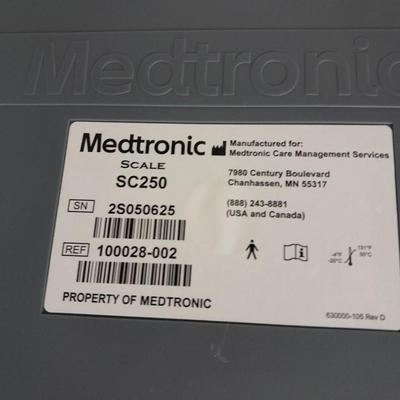 Medtronic
Medtronic
SCALE
SC250
Manufactured for:
Medtronic Care Management Services
7980 Century Boulevard
Chanhassen, MN 55317
(888) 243-8881
(USA and Canada)
SN 2S050625
REF 100028-002
-4°F
-20°C
131°F
55°C
PROPERTY OF MEDTRONIC
630000-105 Rev D